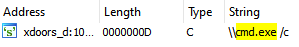 Address Length Type String
xdoors_d:10... 0000000D C \\cmd.exe /c